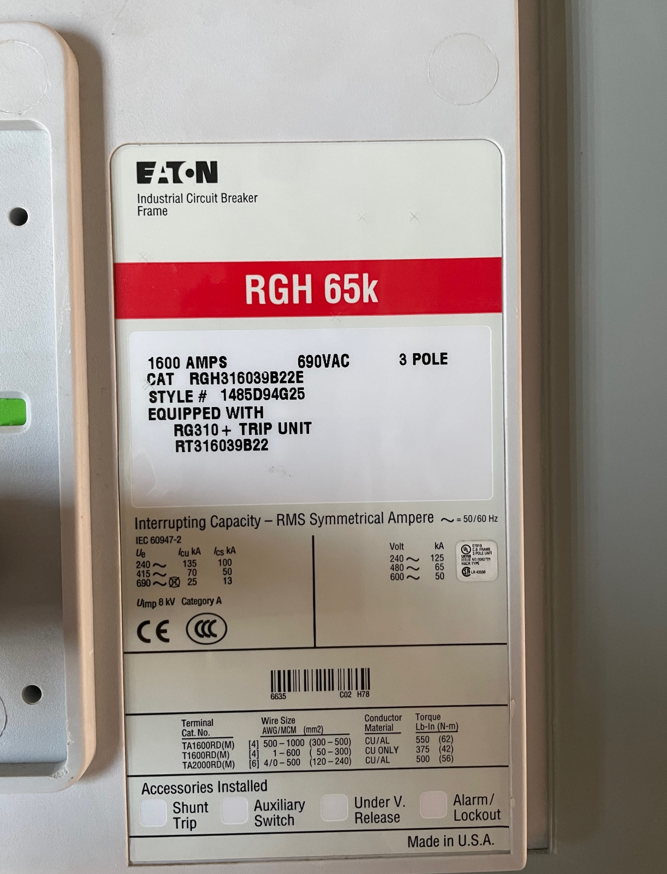 EATON
Industrial Circuit Breaker
Frame
RGH 65k
1600 AMPS 690VAC 3 POLE
CAT RGH316039B22E
STYLE # 1485D94G25
EQUIPPED WITH
RG310+ TRIP UNIT
RT316039B22
Interrupting Capacity – RMS Symmetrical Ampere ~ = 50/60 Hz
IEC 60947-2
Ue Icu kA Ics kA
240 ~ 135 100
415 ~ 70 50
690 ~ 25 13
Uimp 8 kV Category A
Volt kA
240 ~ 125
480 ~ 65
600 ~ 50
UL
CE CCC
6635 C02 H78
Terminal Cat. No. Wire Size AWG/MCM (mm2) Conductor Material Torque Lb-In (N-m)
TA1600RD(M) [4] 500-1000 (300-500) CU/AL 550 (62)
T1600RD(M) [4] 1-600 (50-300) CU ONLY 375 (42)
TA2000RD(M) [6] 4/0-500 (120-240) CU/AL 500 (56)
Accessories Installed
Shunt Trip
Auxiliary Switch
Under V. Release
Alarm/ Lockout
Made in U.S.A.